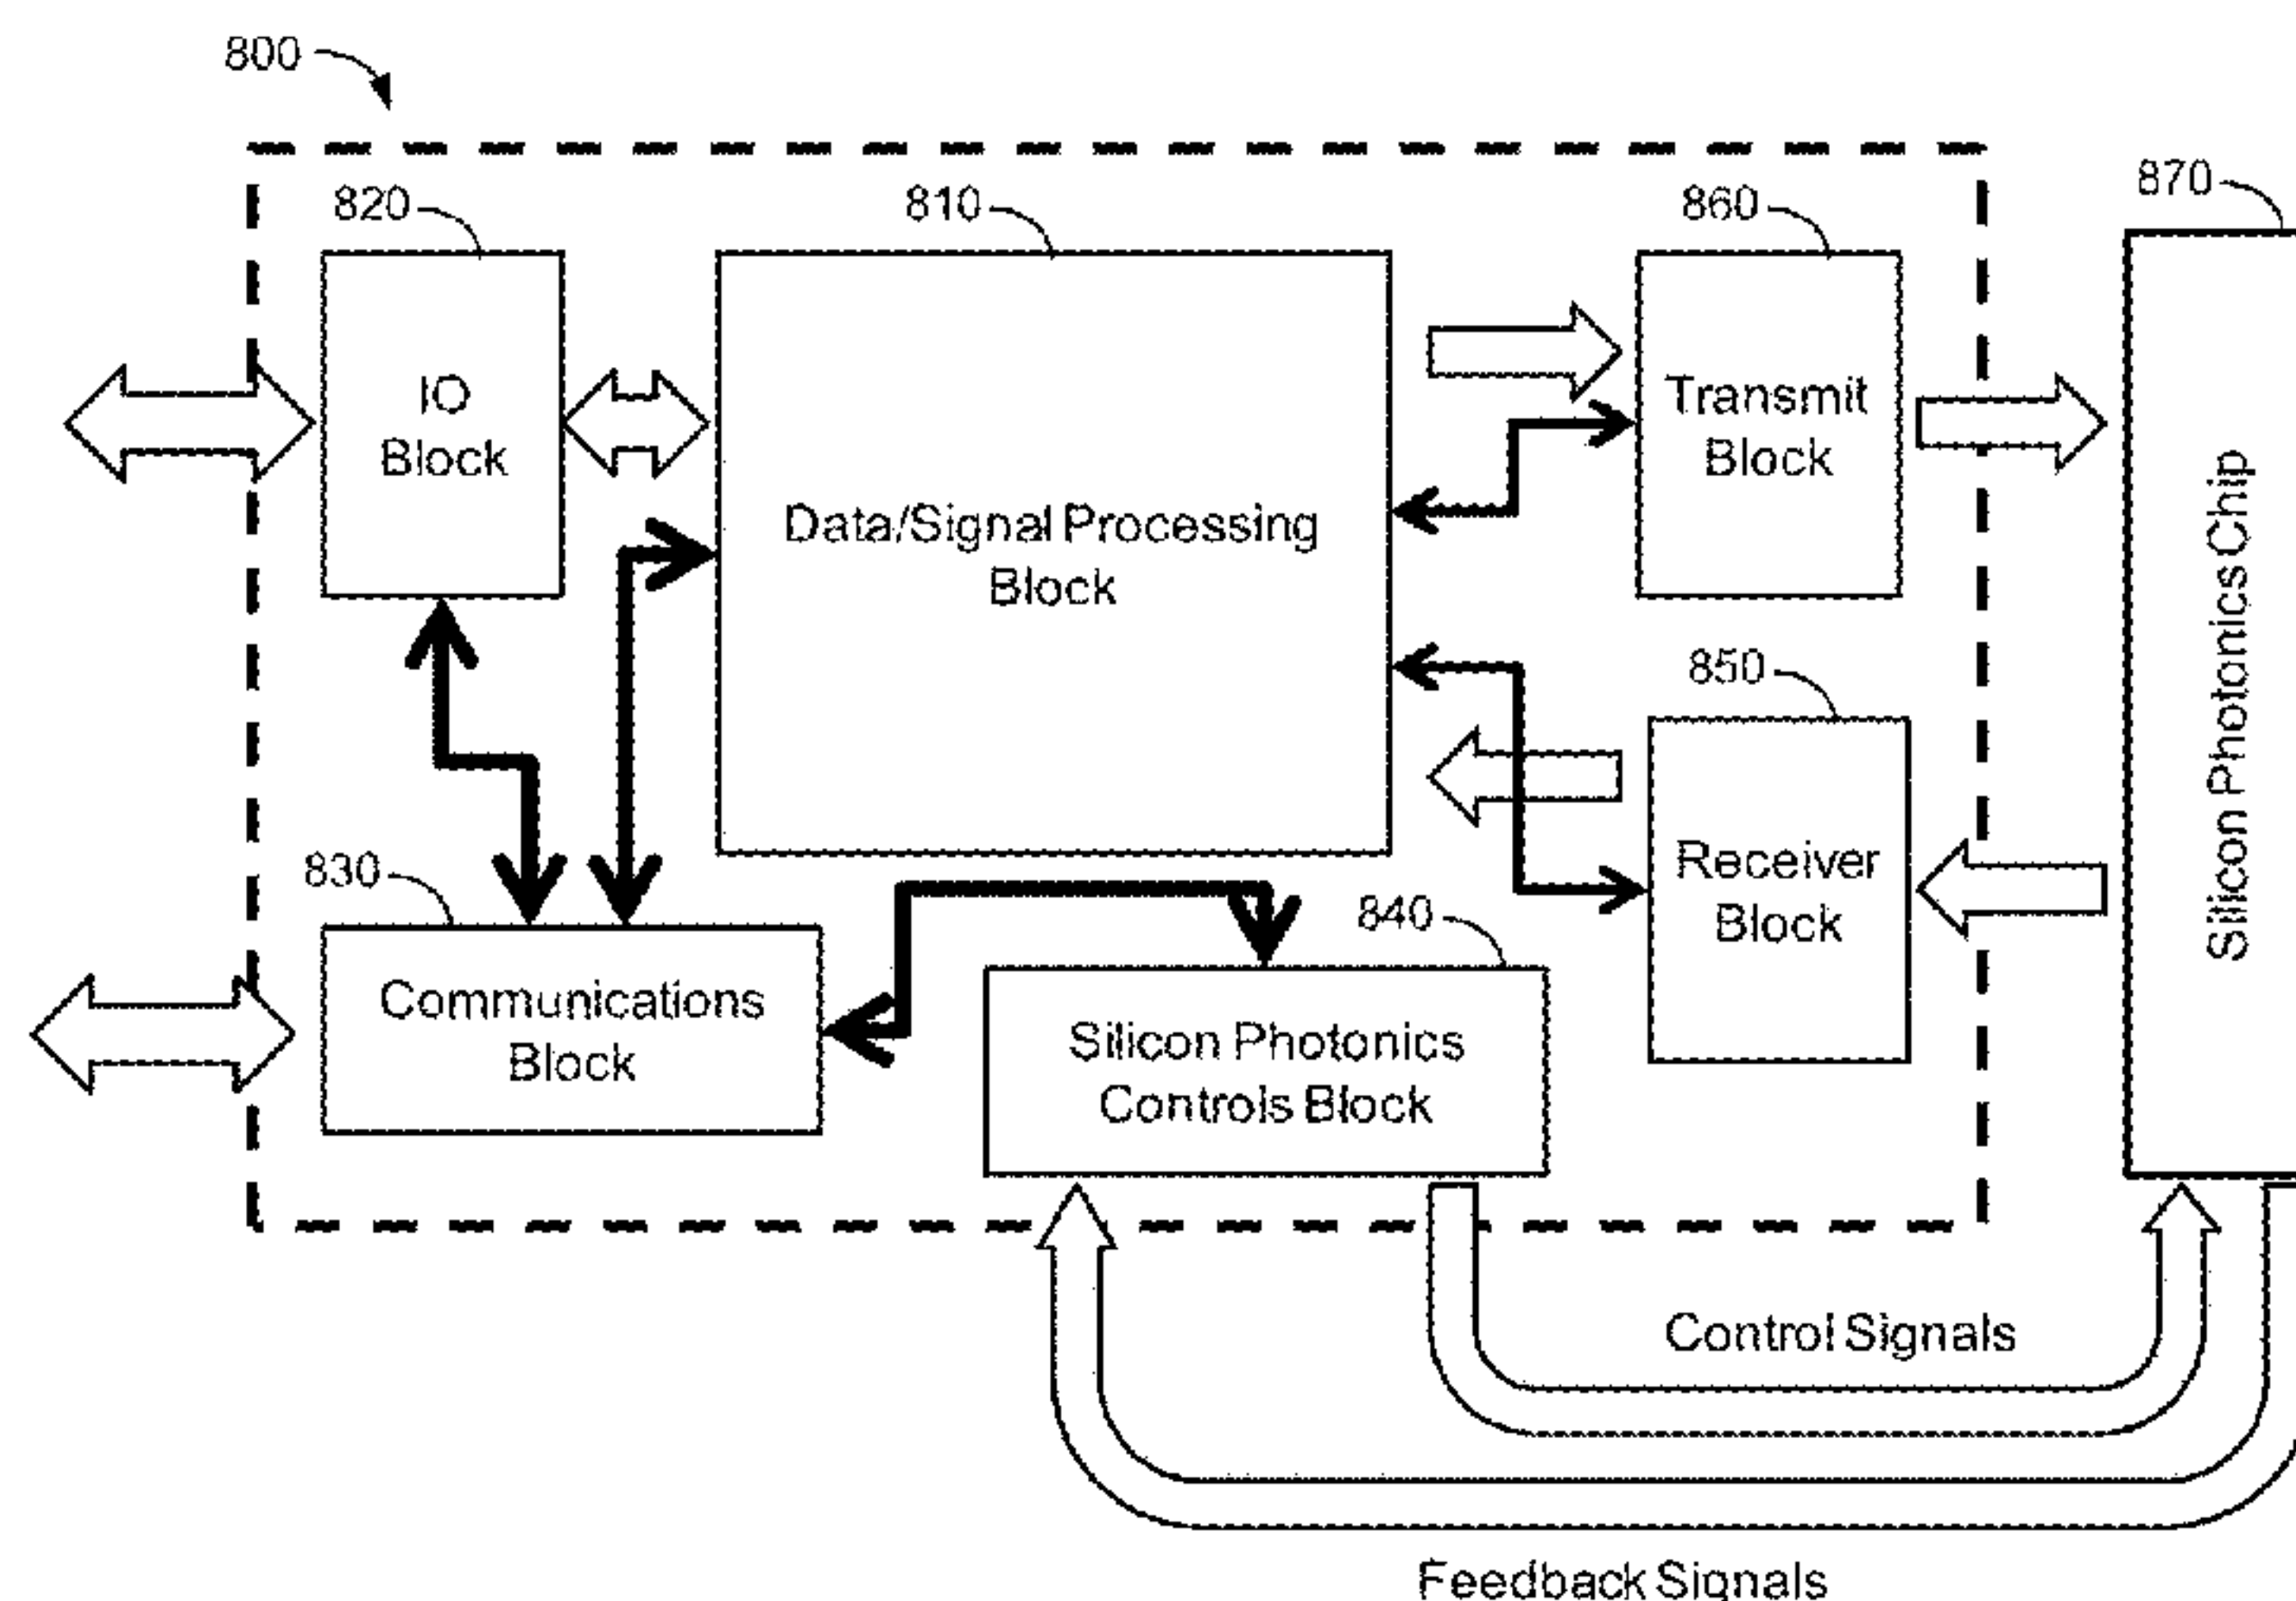 800
820
810
860
870
IO
Block
Data/Signal Processing
Block
Transmit
Block
Silicon Photonics Chip
850
Receiver
Block
830
Communications
Block
840
Silicon Photonics
Controls Block
Control Signals
Feedback Signals